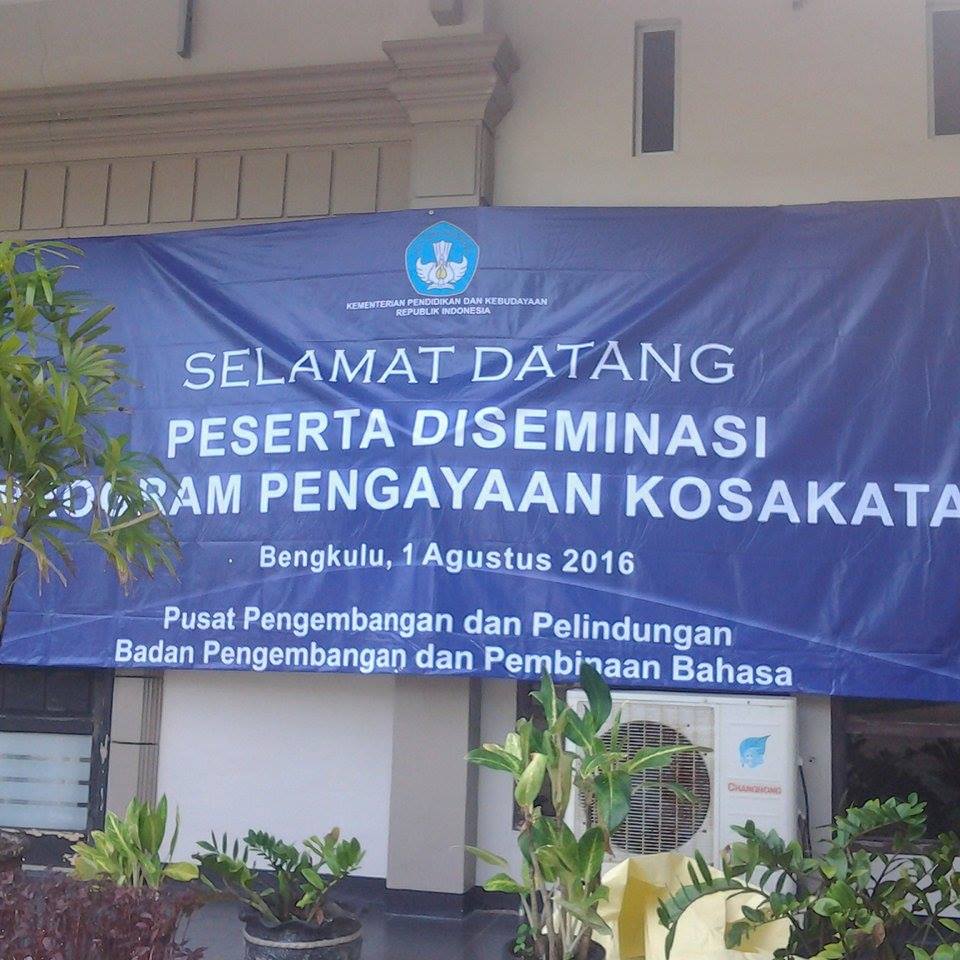 KEMENTERIAN PENDIDIKAN DAN KEBUDAYAAN
REPUBLIK INDONESIA
SELAMAT DATANG
PESERTA DISEMINASI
PROGRAM PENGAYAAN KOSAKATA
Bengkulu, 1 Agustus 2016
Pusat Pengembangan dan Pelindungan
Badan Pengembangan dan Pembinaan Bahasa
CHANGHONG